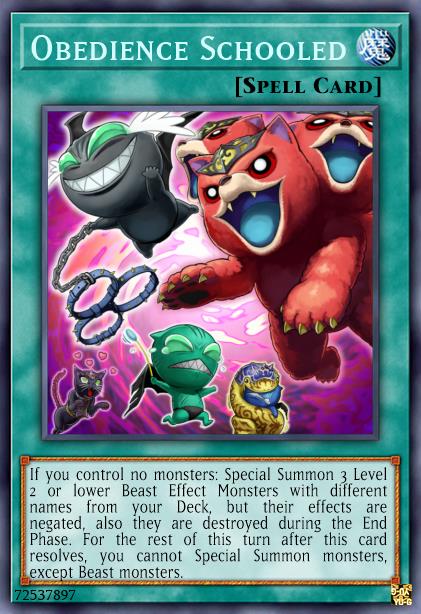 Obedience Schooled
[Spell Card]
If you control no monsters: Special Summon 3 Level
2 or lower Beast Effect Monsters with different
names from your Deck, but their effects are
negated, also they are destroyed during the End
Phase. For the rest of this turn after this card
resolves, you cannot Special Summon monsters,
except Beast monsters.
72537897